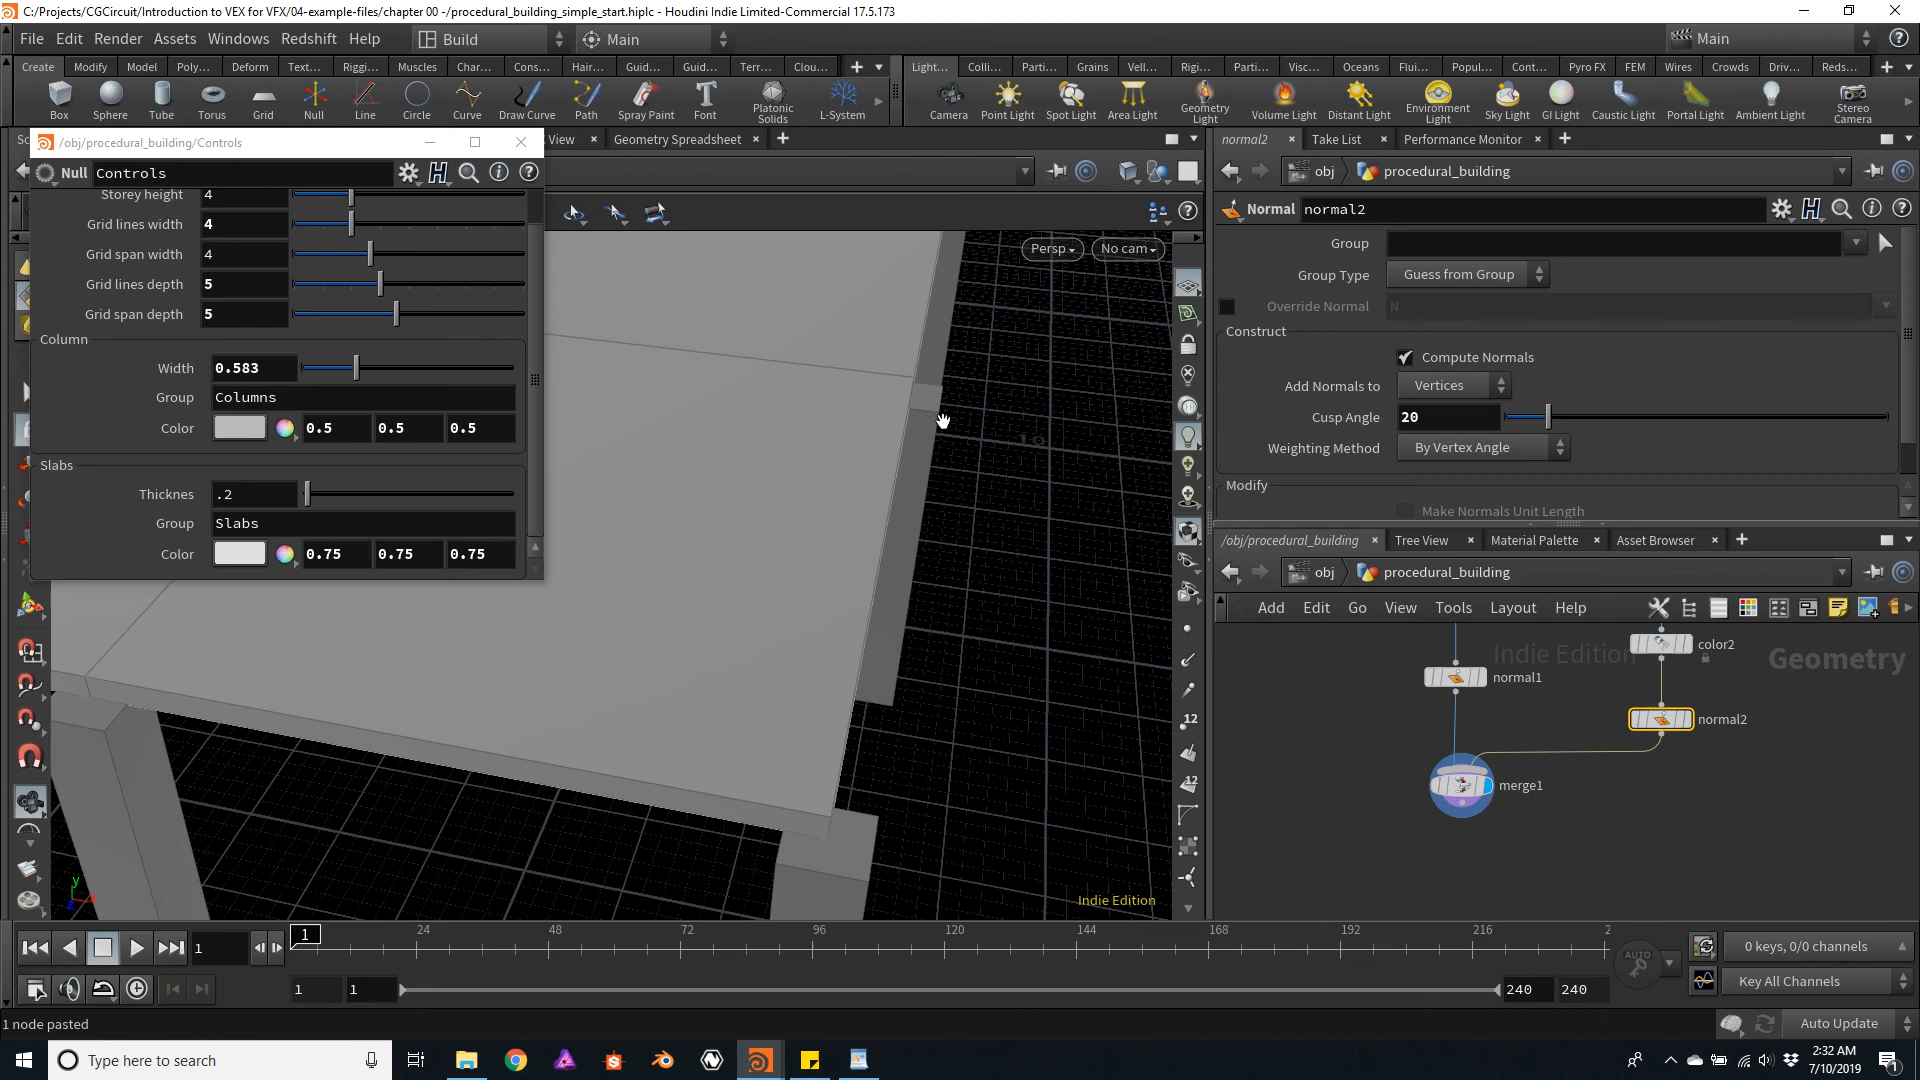 C:/Projects/CGCircuit/Introduction to VEX for VFX/04-example-files/chapter 00 -/procedural_building_simple_start.hiplc - Houdini Indie Limited-Commercial 17.5.173
File Edit Render Assets Windows Redshift Help Build Main Main
Create Modify Model Poly... Deform Text... Riggi... Muscles Char... Cons... Hair... Guid... Guid... Terr... Clou... Light... Colli... Parti... Grains Vell... Rigi... Parti... Visc... Oceans Flui... Popul... Cont... Pyro FX FEM Wires Crowds Driv... Reds...
Box Sphere Tube Torus Grid Null Line Circle Curve Draw Curve Path Spray Paint Font Platonic Solids L-System Camera Point Light Spot Light Area Light Geometry Light Volume Light Distant Light Environment Light Sky Light GI Light Caustic Light Portal Light Ambient Light Stereo Camera
/obj/procedural_building/Controls
View Geometry Spreadsheet
Null Controls
Storey height 4
Grid lines width 4
Grid span width 4
Grid lines depth 5
Grid span depth 5
Column
Width 0.583
Group Columns
Color 0.5 0.5 0.5
Slabs
Thicknes .2
Group Slabs
Color 0.75 0.75 0.75
Persp No cam
10
Indie Edition
12
12
normal2 Take List Performance Monitor
obj procedural_building
Normal normal2
Group
Group Type Guess from Group
Override Normal N
Construct
Compute Normals
Add Normals to Vertices
Cusp Angle 20
Weighting Method By Vertex Angle
Modify
Make Normals Unit Length
/obj/procedural_building Tree View Material Palette Asset Browser
obj procedural_building
Add Edit Go View Tools Layout Help
Indie Edition
Geometry
color2
normal1
normal2
merge1
1 1 24 48 72 96 120 144 168 192 216 2
AUTO
0 keys, 0/0 channels
1 1 240 240
Key All Channels
1 node pasted
Auto Update
Type here to search
2:32 AM
7/10/2019
1